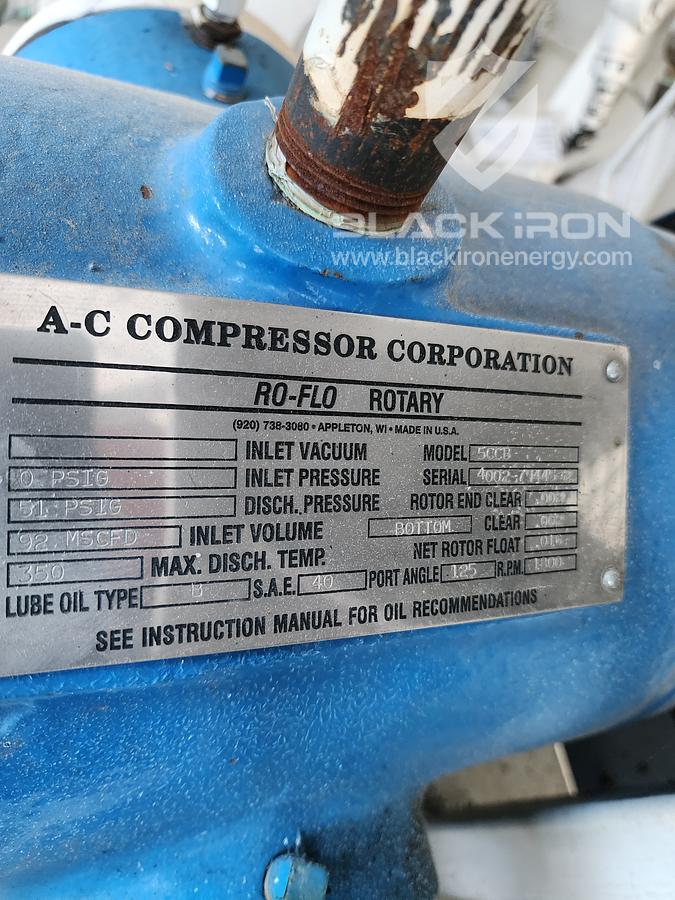 BLACK iRON
www.blackironenergy.com
A-C COMPRESSOR CORPORATION
RO-FLO ROTARY
(920) 738-3080 • APPLETON, WI • MADE IN U.S.A.
INLET VACUUM MODEL 5CCB
0 PSIG INLET PRESSURE SERIAL
51 PSIG DISCH. PRESSURE ROTOR END CLEAR
92 MSCFD INLET VOLUME BOTTOM CLEAR
350 MAX. DISCH. TEMP. NET ROTOR FLOAT
LUBE OIL TYPE B S.A.E. 40 PORT ANGLE .125 R.P.M. 1800
SEE INSTRUCTION MANUAL FOR OIL RECOMMENDATIONS